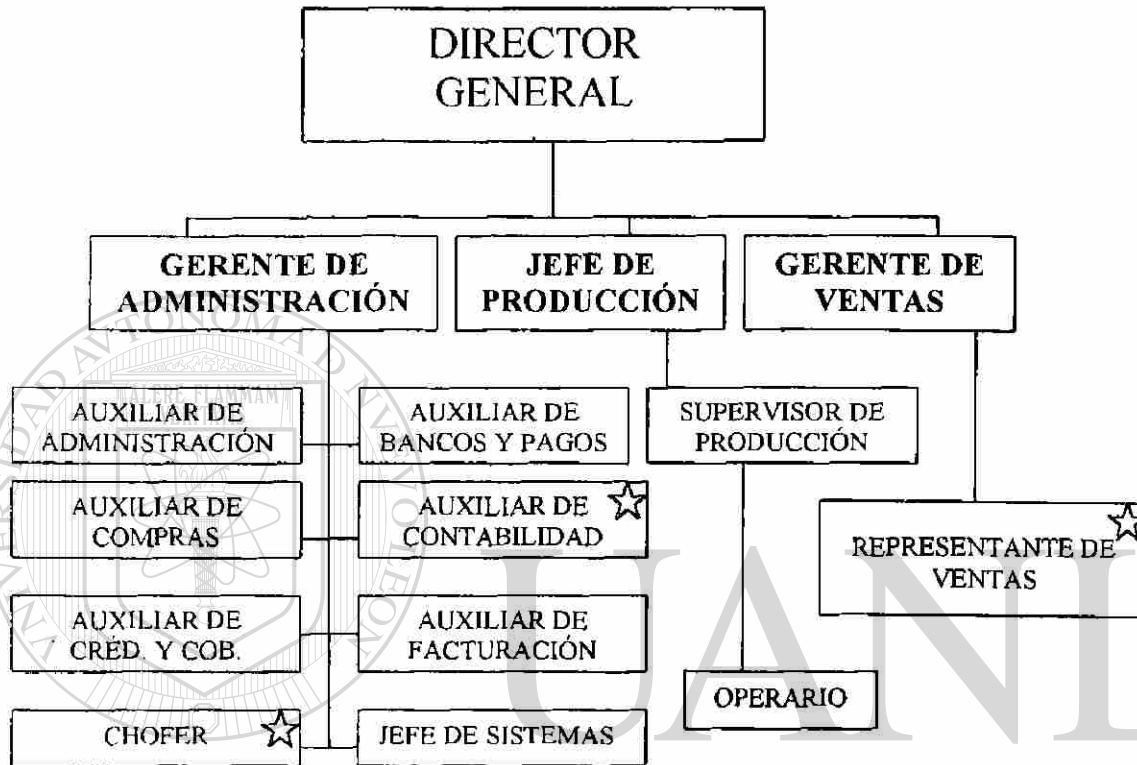 DIRECTOR
GENERAL
GERENTE DE
ADMINISTRACIÓN
JEFE DE
PRODUCCIÓN
GERENTE DE
VENTAS
AUXILIAR DE
ADMINISTRACIÓN
AUXILIAR DE
BANCOS Y PAGOS
SUPERVISOR DE
PRODUCCIÓN
AUXILIAR DE
COMPRAS
AUXILIAR DE
CONTABILIDAD
REPRESENTANTE DE
VENTAS
AUXILIAR DE
CRÉD. Y COB.
AUXILIAR DE
FACTURACIÓN
OPERARIO
CHOFER
JEFE DE SISTEMAS
UANL